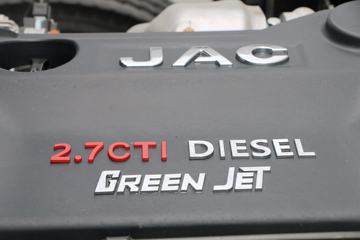 JAC
2.7CTI DIESEL
GREEN JET